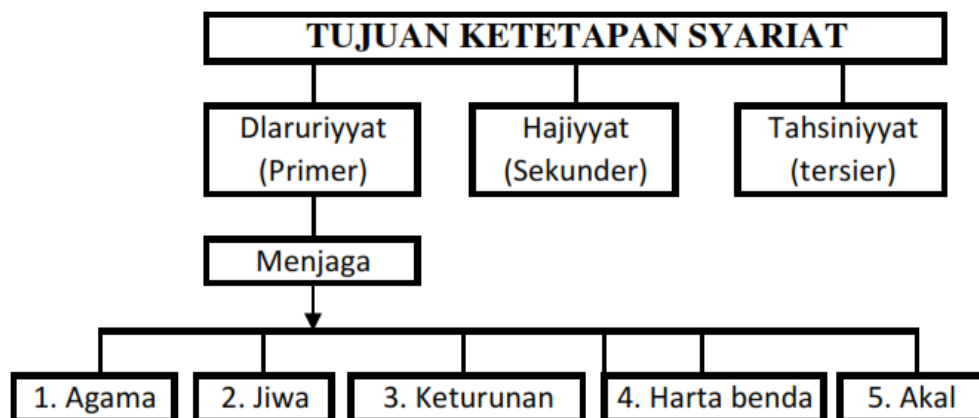 TUJUAN KETETAPAN SYARIAT
Dlaruriyyat
(Primer)
Hajiyyat
(Sekunder)
Tahsiniyyat
(tersier)
Menjaga
1. Agama
2. Jiwa
3. Keturunan
4. Harta benda
5. Akal